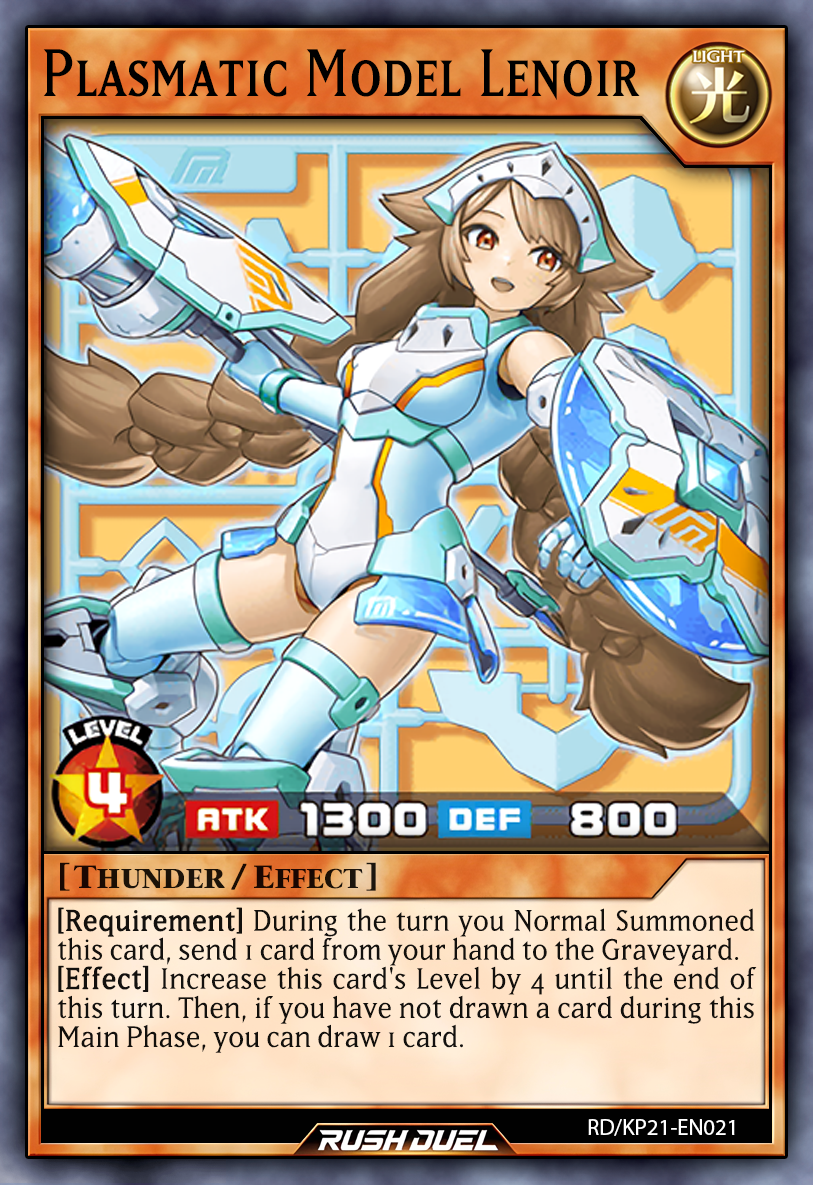 Plasmatic Model Lenoir
LIGHT
光
LEVEL
4
ATK 1300 DEF 800
[Thunder / Effect]
[Requirement] During the turn you Normal Summoned
this card, send 1 card from your hand to the Graveyard.
[Effect] Increase this card's Level by 4 until the end of
this turn. Then, if you have not drawn a card during this
Main Phase, you can draw 1 card.
RD/KP21-EN021
RUSH DUEL